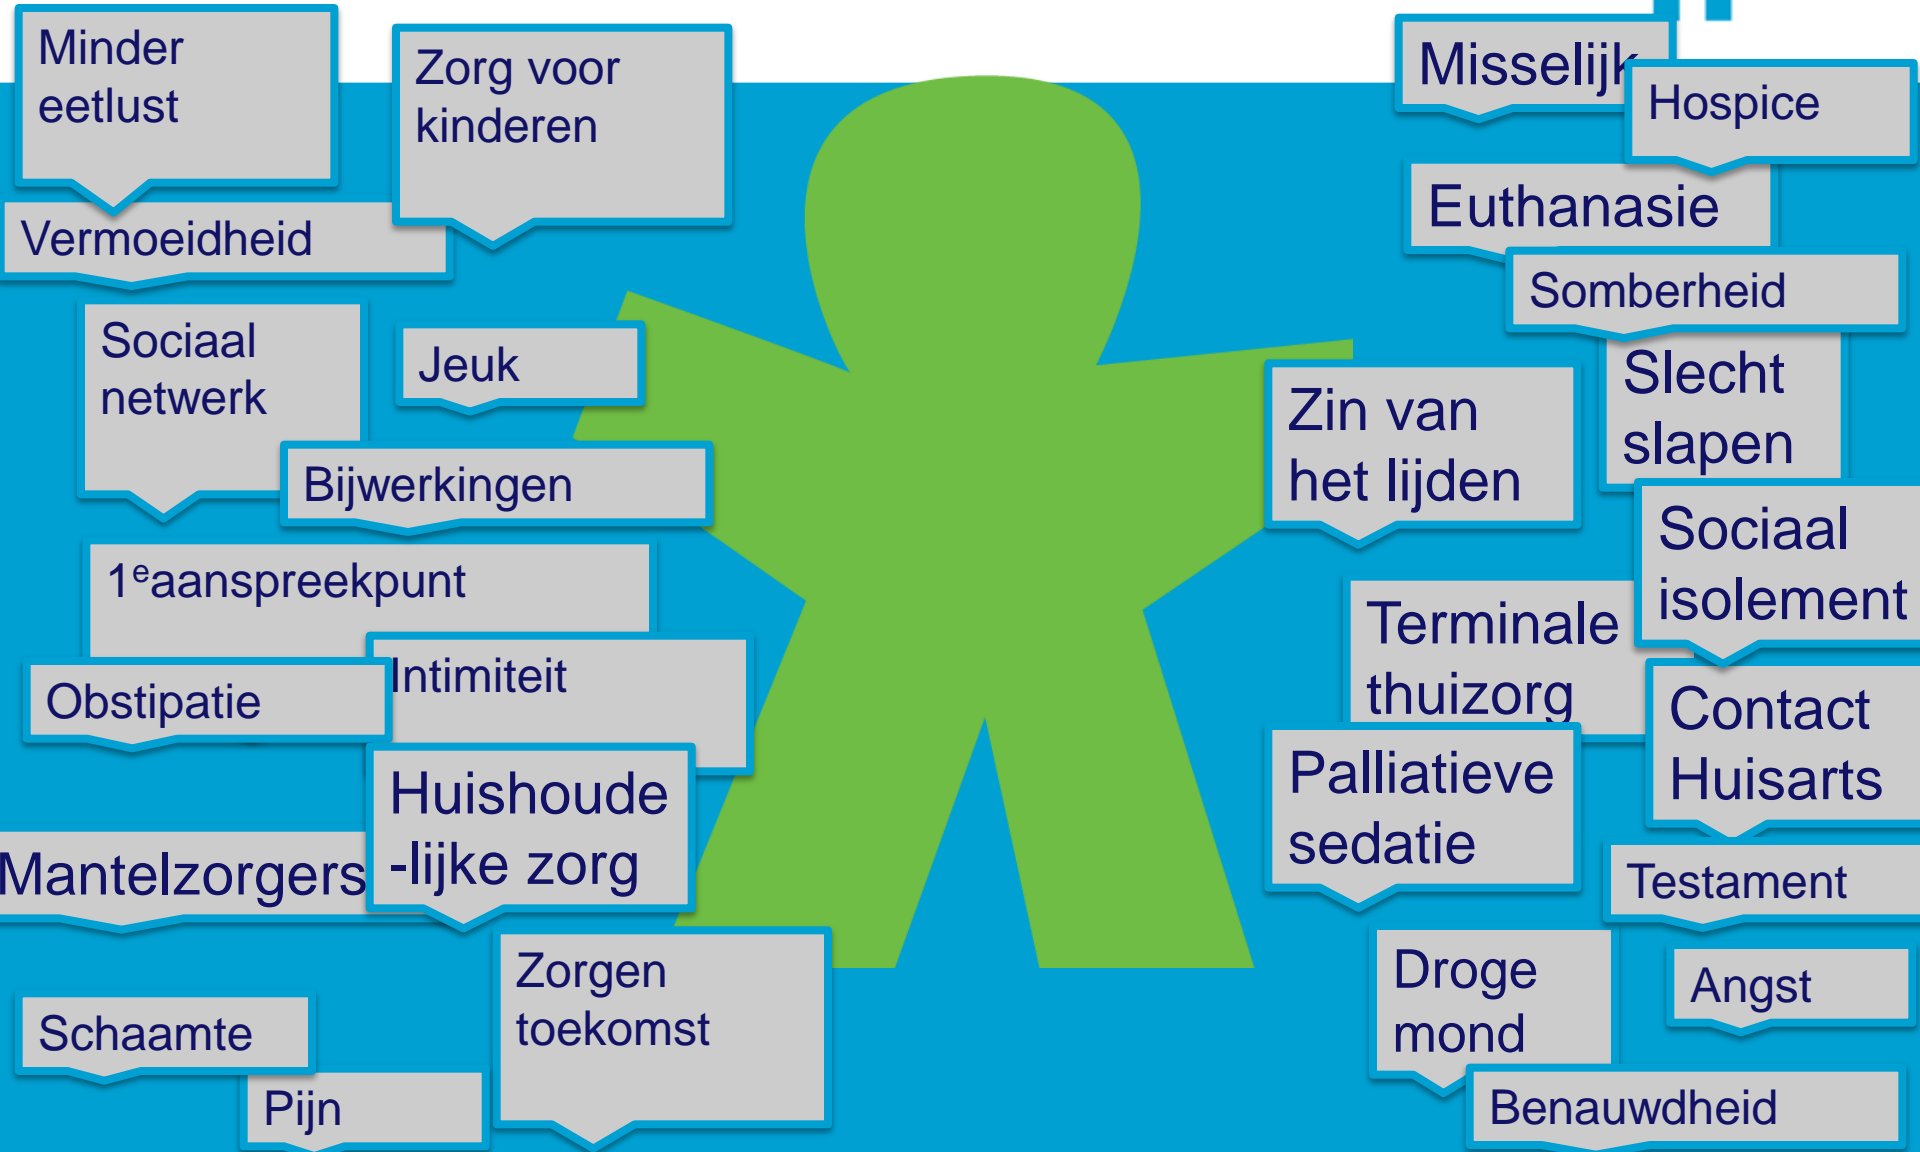 Minder
eetlust
Zorg voor
kinderen
Vermoeidheid
Sociaal
netwerk
Jeuk
Bijwerkingen
1eaanspreekpunt
Intimiteit
Obstipatie
Huishoude
-lijke zorg
Mantelzorgers
Zorgen
toekomst
Schaamte
Pijn
Misselijk
Hospice
Euthanasie
Somberheid
Slecht
slapen
Zin van
het lijden
Sociaal
isolement
Terminale
thuizorg
Contact
Huisarts
Palliatieve
sedatie
Testament
Droge
mond
Angst
Benauwdheid